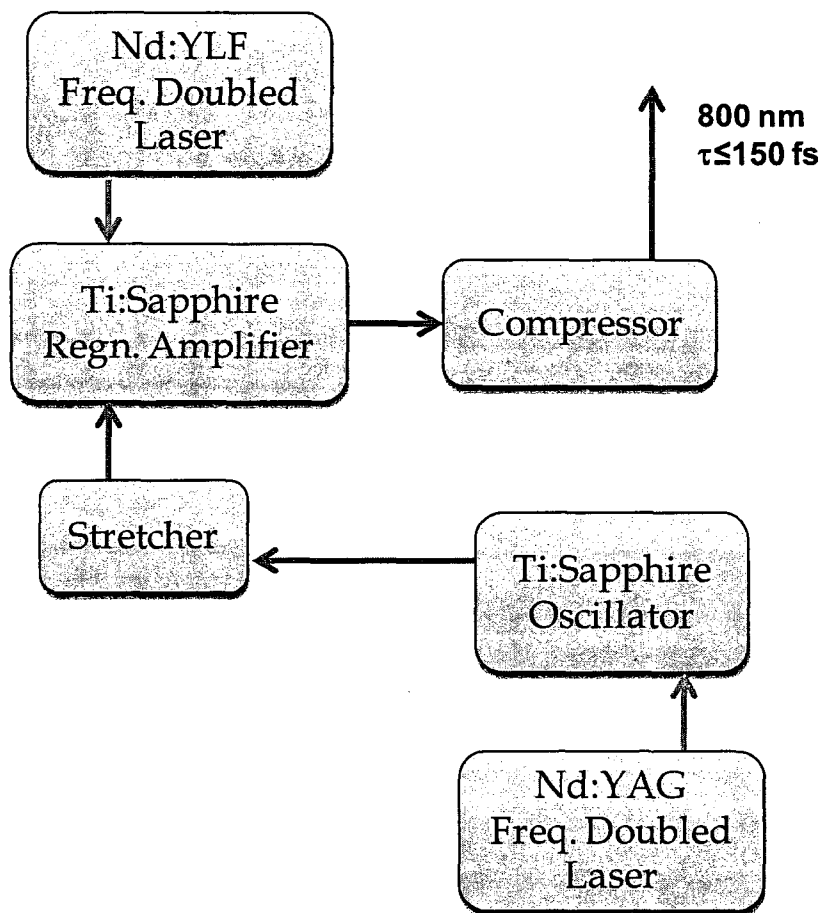 Nd:YLF
Freq. Doubled
Laser
800 nm
τ≤150 fs
Ti:Sapphire
Regn. Amplifier
Compressor
Stretcher
Ti:Sapphire
Oscillator
Nd:YAG
Freq. Doubled
Laser